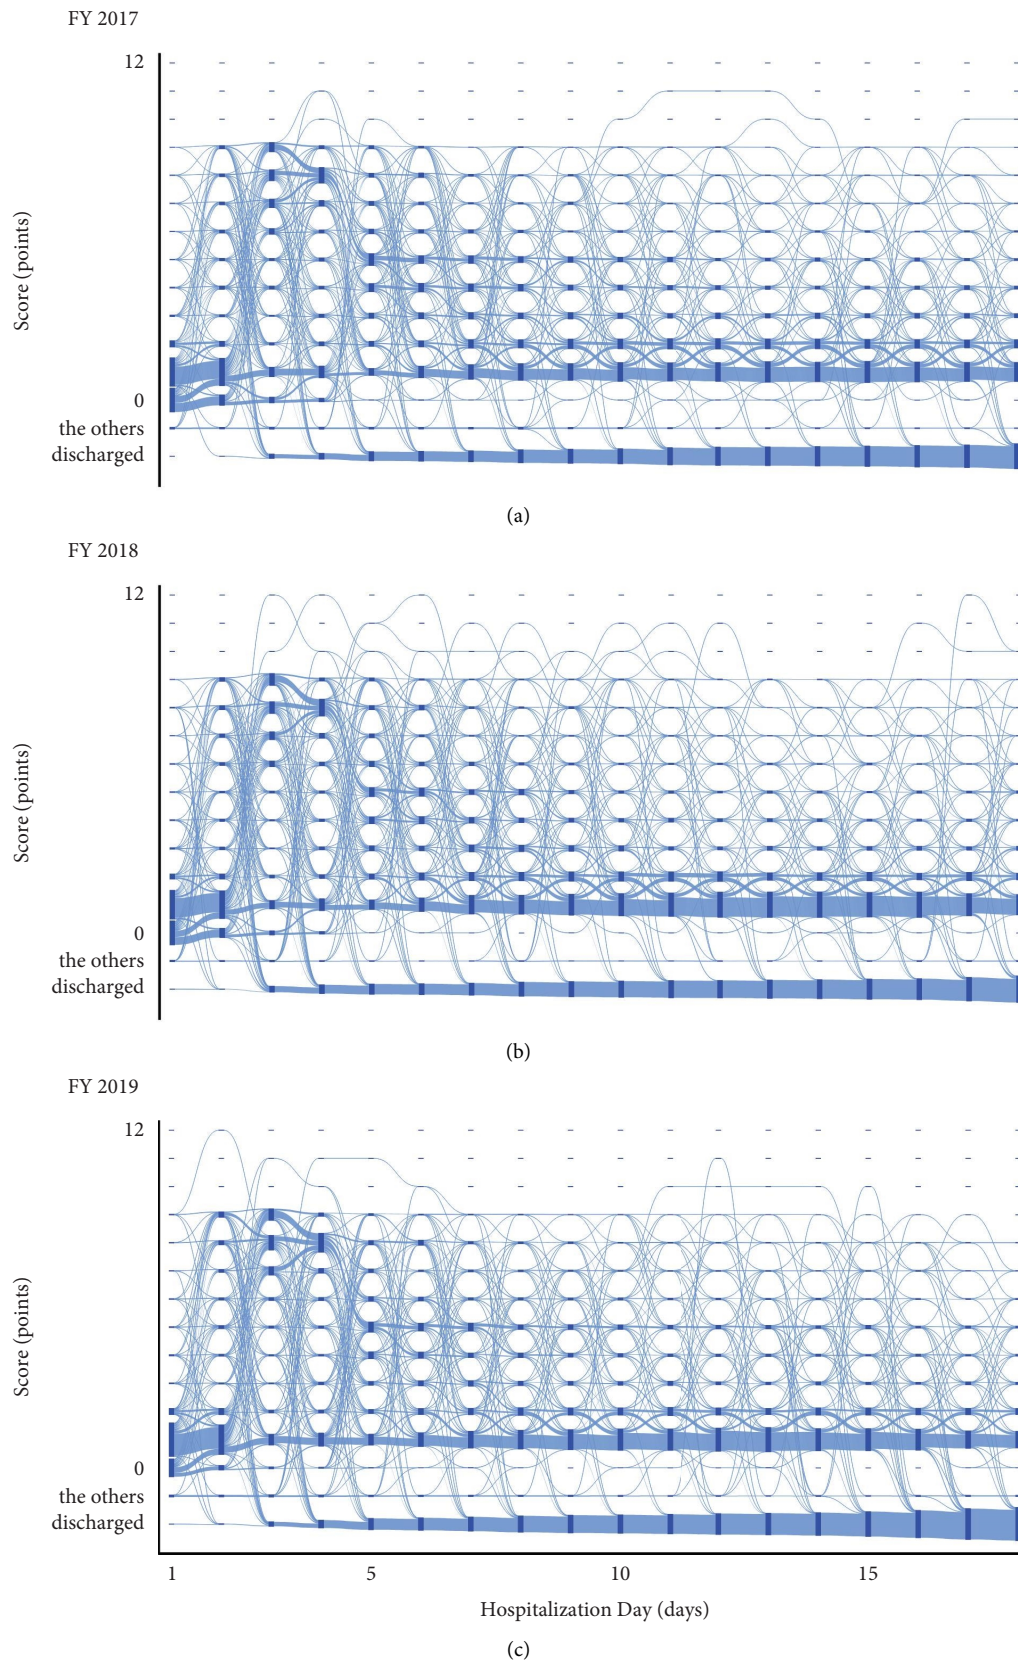 FY 2017
12
Score (points)
0
the others
discharged
(a)
FY 2018
12
Score (points)
0
the others
discharged
(b)
FY 2019
12
Score (points)
0
the others
discharged
1 5 10 15
Hospitalization Day (days)
(c)